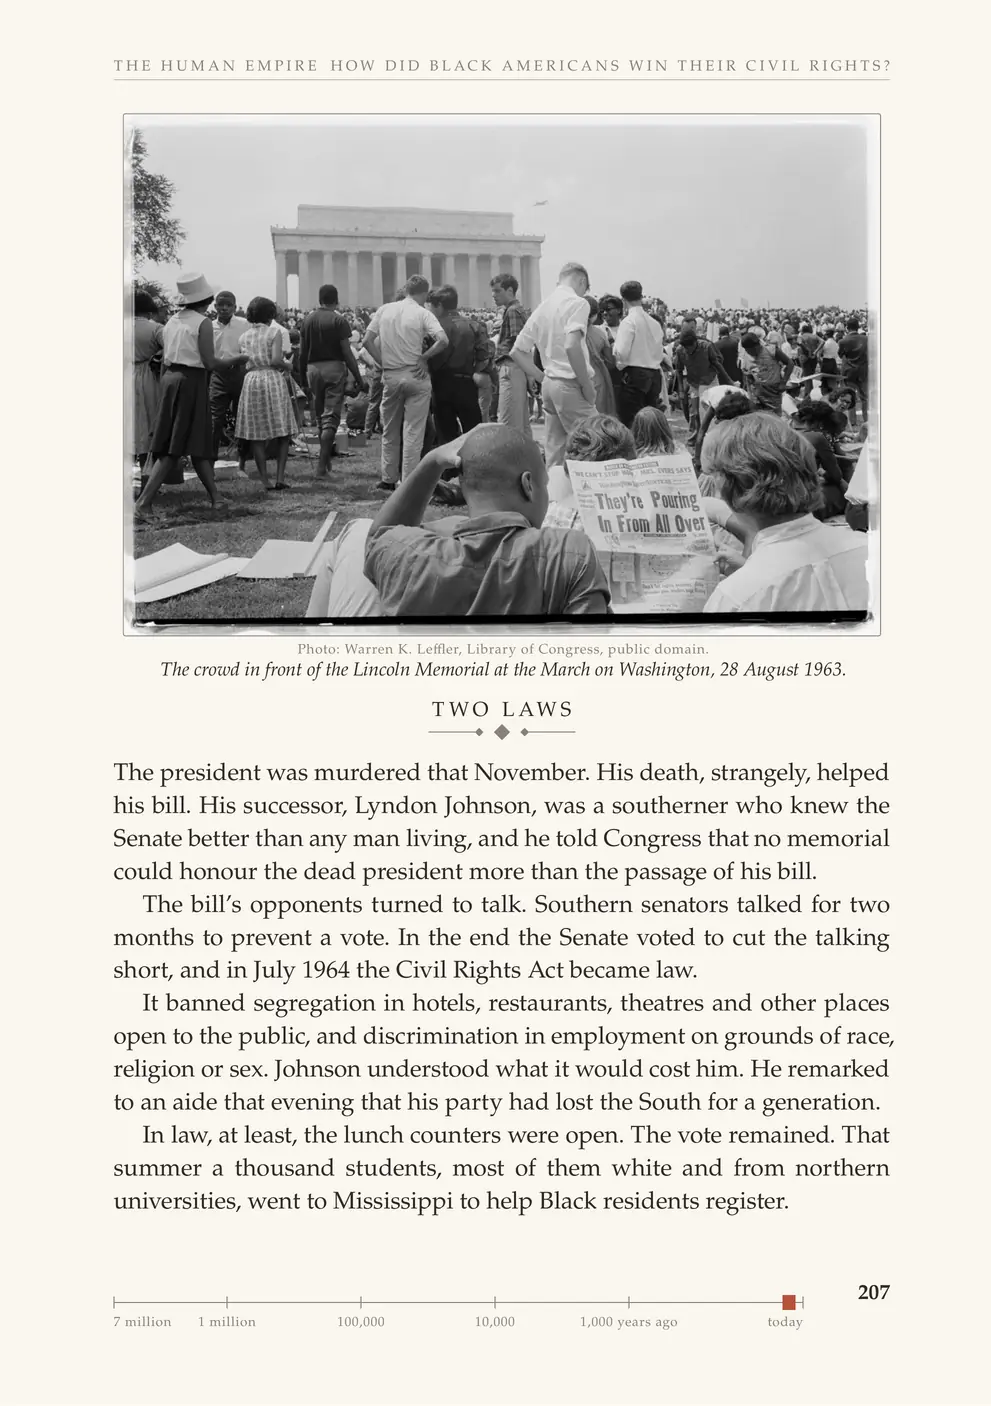 THE HUMAN EMPIRE HOW DID BLACK AMERICANS WIN THEIR CIVIL RIGHTS?
"WE CAN'T STOP NOW," MRS. EVERS SAYS
They're Pouring
In From All Over
Photo: Warren K. Leffler, Library of Congress, public domain.
The crowd in front of the Lincoln Memorial at the March on Washington, 28 August 1963.
TWO LAWS
The president was murdered that November. His death, strangely, helped
his bill. His successor, Lyndon Johnson, was a southerner who knew the
Senate better than any man living, and he told Congress that no memorial
could honour the dead president more than the passage of his bill.
The bill’s opponents turned to talk. Southern senators talked for two
months to prevent a vote. In the end the Senate voted to cut the talking
short, and in July 1964 the Civil Rights Act became law.
It banned segregation in hotels, restaurants, theatres and other places
open to the public, and discrimination in employment on grounds of race,
religion or sex. Johnson understood what it would cost him. He remarked
to an aide that evening that his party had lost the South for a generation.
In law, at least, the lunch counters were open. The vote remained. That
summer a thousand students, most of them white and from northern
universities, went to Mississippi to help Black residents register.
207
7 million 1 million 100,000 10,000 1,000 years ago today